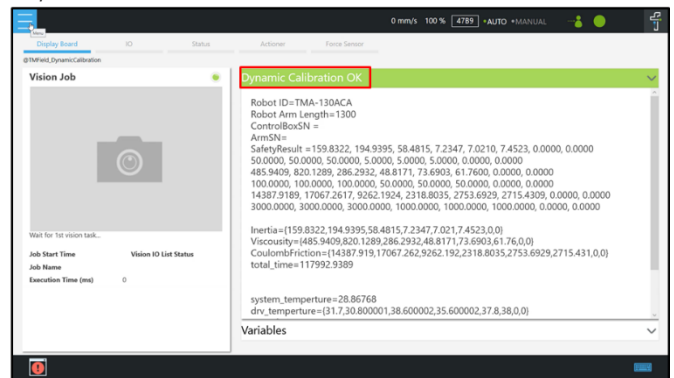 0 mm/s 100 % 4789 •AUTO •MANUAL
Menu
Display Board IO Status Actioner Force Sensor
@TMField_DynamicCalibration
Vision Job
Wait for 1st vision task...
Job Start Time Vision IO List Status
Job Name
Execution Time (ms) 0
Dynamic Calibration OK
Robot ID=TMA-130ACA
Robot Arm Length=1300
ControlBoxSN =
ArmSN=
SafetyResult =159.8322, 194.9395, 58.4815, 7.2347, 7.0210, 7.4523, 0.0000, 0.0000
50.0000, 50.0000, 50.0000, 5.0000, 5.0000, 5.0000, 0.0000, 0.0000
485.9409, 820.1289, 286.2932, 48.8171, 73.6903, 61.7600, 0.0000, 0.0000
100.0000, 100.0000, 100.0000, 50.0000, 50.0000, 50.0000, 0.0000, 0.0000
14387.9189, 17067.2617, 9262.1924, 2318.8035, 2753.6929, 2715.4309, 0.0000, 0.0000
3000.0000, 3000.0000, 3000.0000, 1000.0000, 1000.0000, 1000.0000, 0.0000, 0.0000
Inertia={159.8322,194.9395,58.4815,7.2347,7.021,7.4523,0,0}
Viscousity={485.9409,820.1289,286.2932,48.8171,73.6903,61.76,0,0}
CoulombFriction={14387.919,17067.262,9262.192,2318.8035,2753.6929,2715.431,0,0}
total_time=117992.9389
system_temperture=28.86768
drv_temperture={31.7,30.800001,38.600002,35.600002,37.8,38,0,0}
Variables